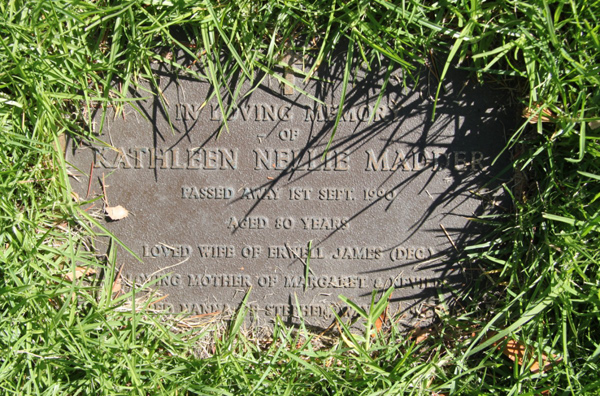 IN LOVING MEMORY
OF
KATHLEEN NELLIE
PASSED AWAY 1ST SEPT. 1990
AGED 80 YEARS
LOVED WIFE OF ERWELL JAMES (DEC)
LOVING MOTHER OF MARGARET &
STEPHEN